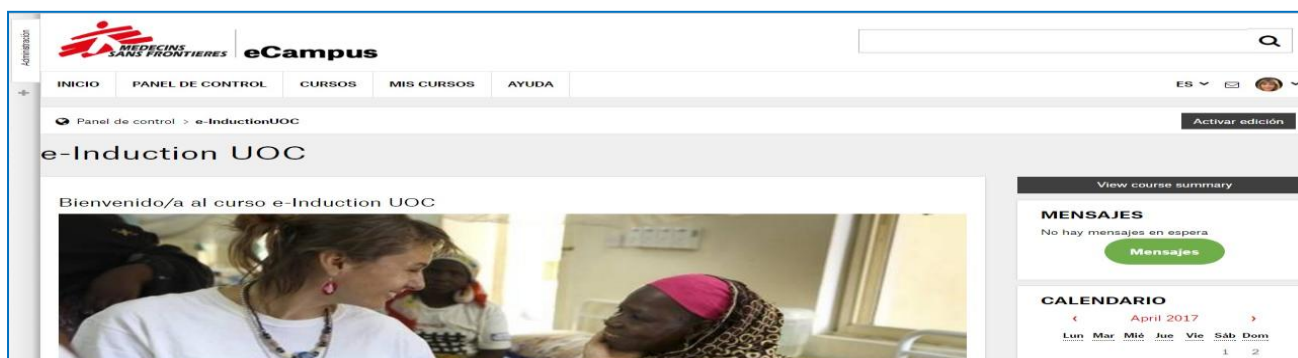 Administración
MEDECINS
SANS FRONTIERES
eCampus
INICIO PANEL DE CONTROL CURSOS MIS CURSOS AYUDA
ES
Panel de control > e-InductionUOC
Activar edición
e-Induction UOC
Bienvenido/a al curso e-Induction UOC
View course summary
MENSAJES
No hay mensajes en espera
Mensajes
CALENDARIO
April 2017
Lun Mar Mié Jue Vie Sáb Dom
1 2